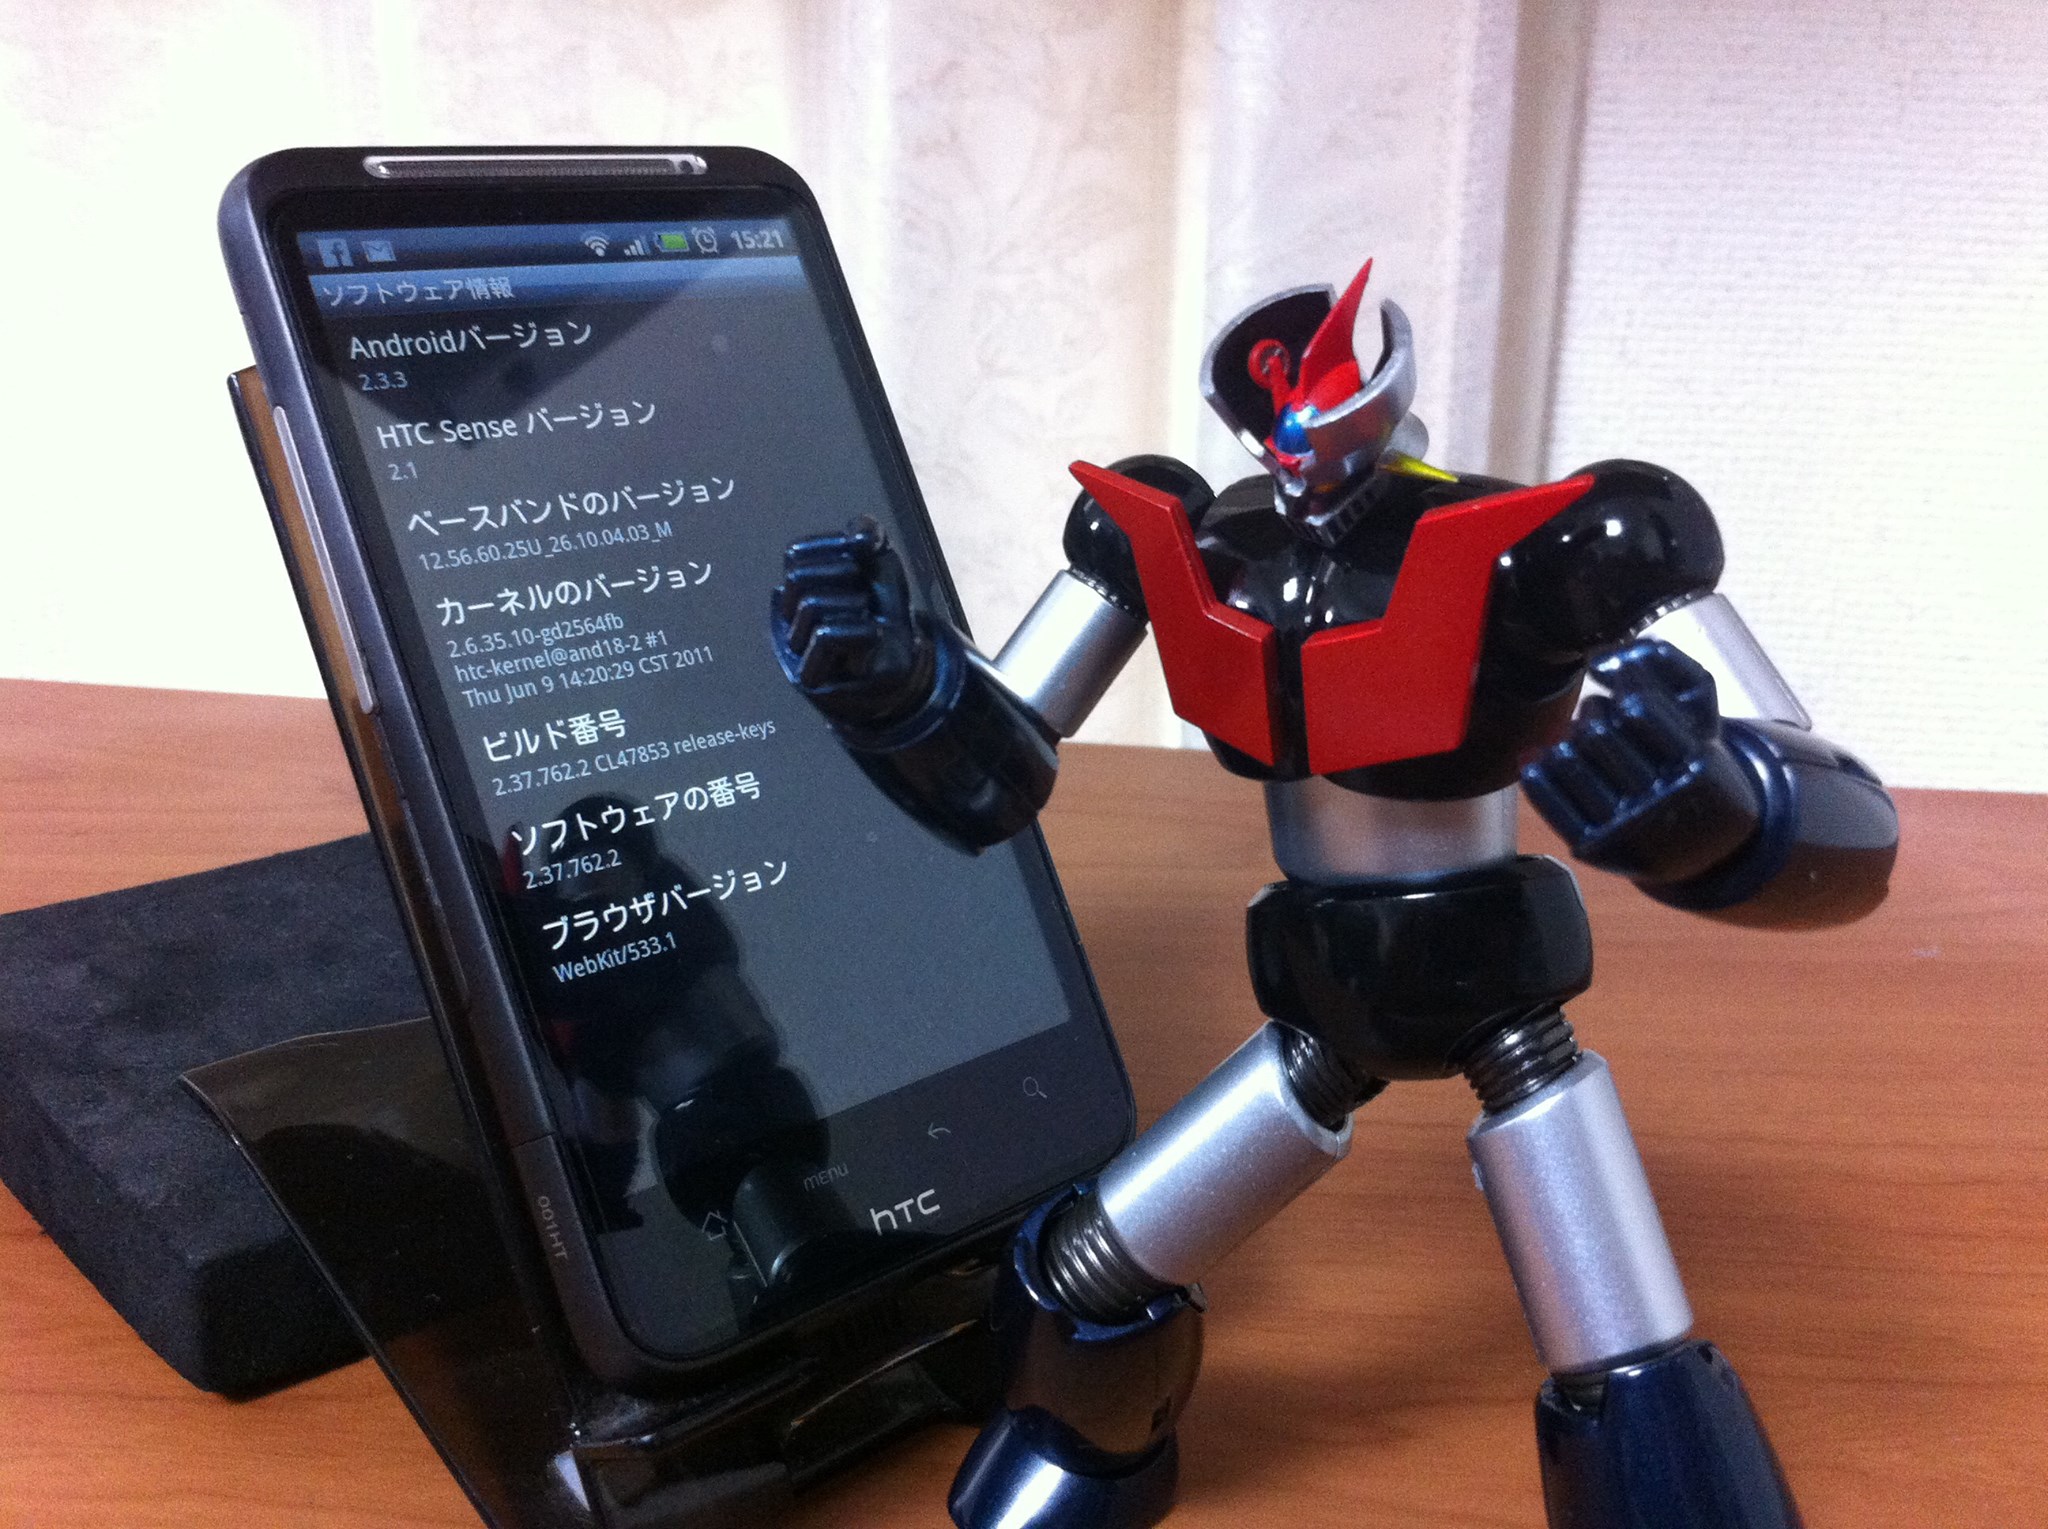 15:21
ソフトウェア情報
Androidバージョン
2.3.3
HTC Sense バージョン
2.1
ベースバンドのバージョン
12.56.60.25U_26.10.04.03_M
カーネルのバージョン
2.6.35.10-gd2564fb
htc-kernel@and18-2 #1
Thu Jun 9 14:20:29 CST 2011
ビルド番号
2.37.762.2 CL47853 release-keys
ソフトウェアの番号
2.37.762.2
ブラウザバージョン
WebKit/533.1
menu
hTC
001HT